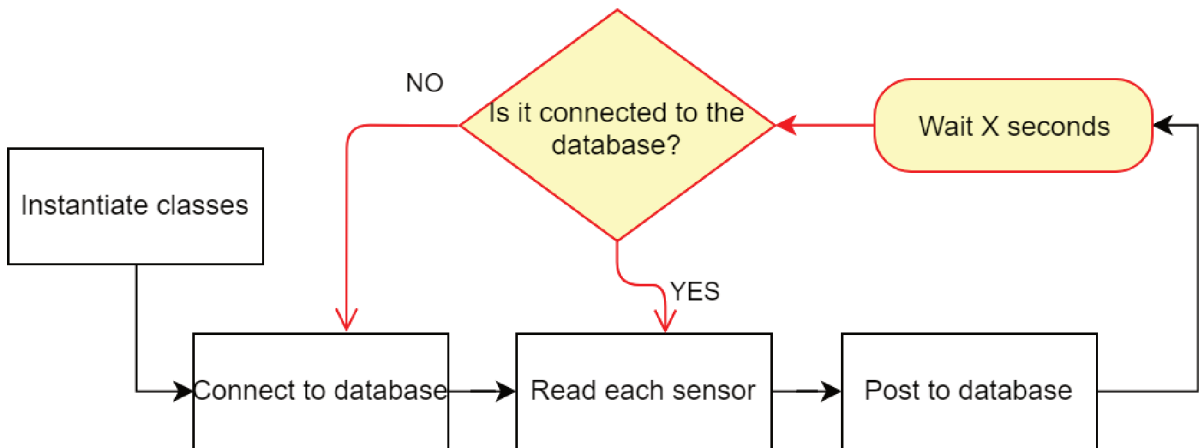 NO
Is it connected to the
database?
Wait X seconds
Instantiate classes
YES
Connect to database
Read each sensor
Post to database